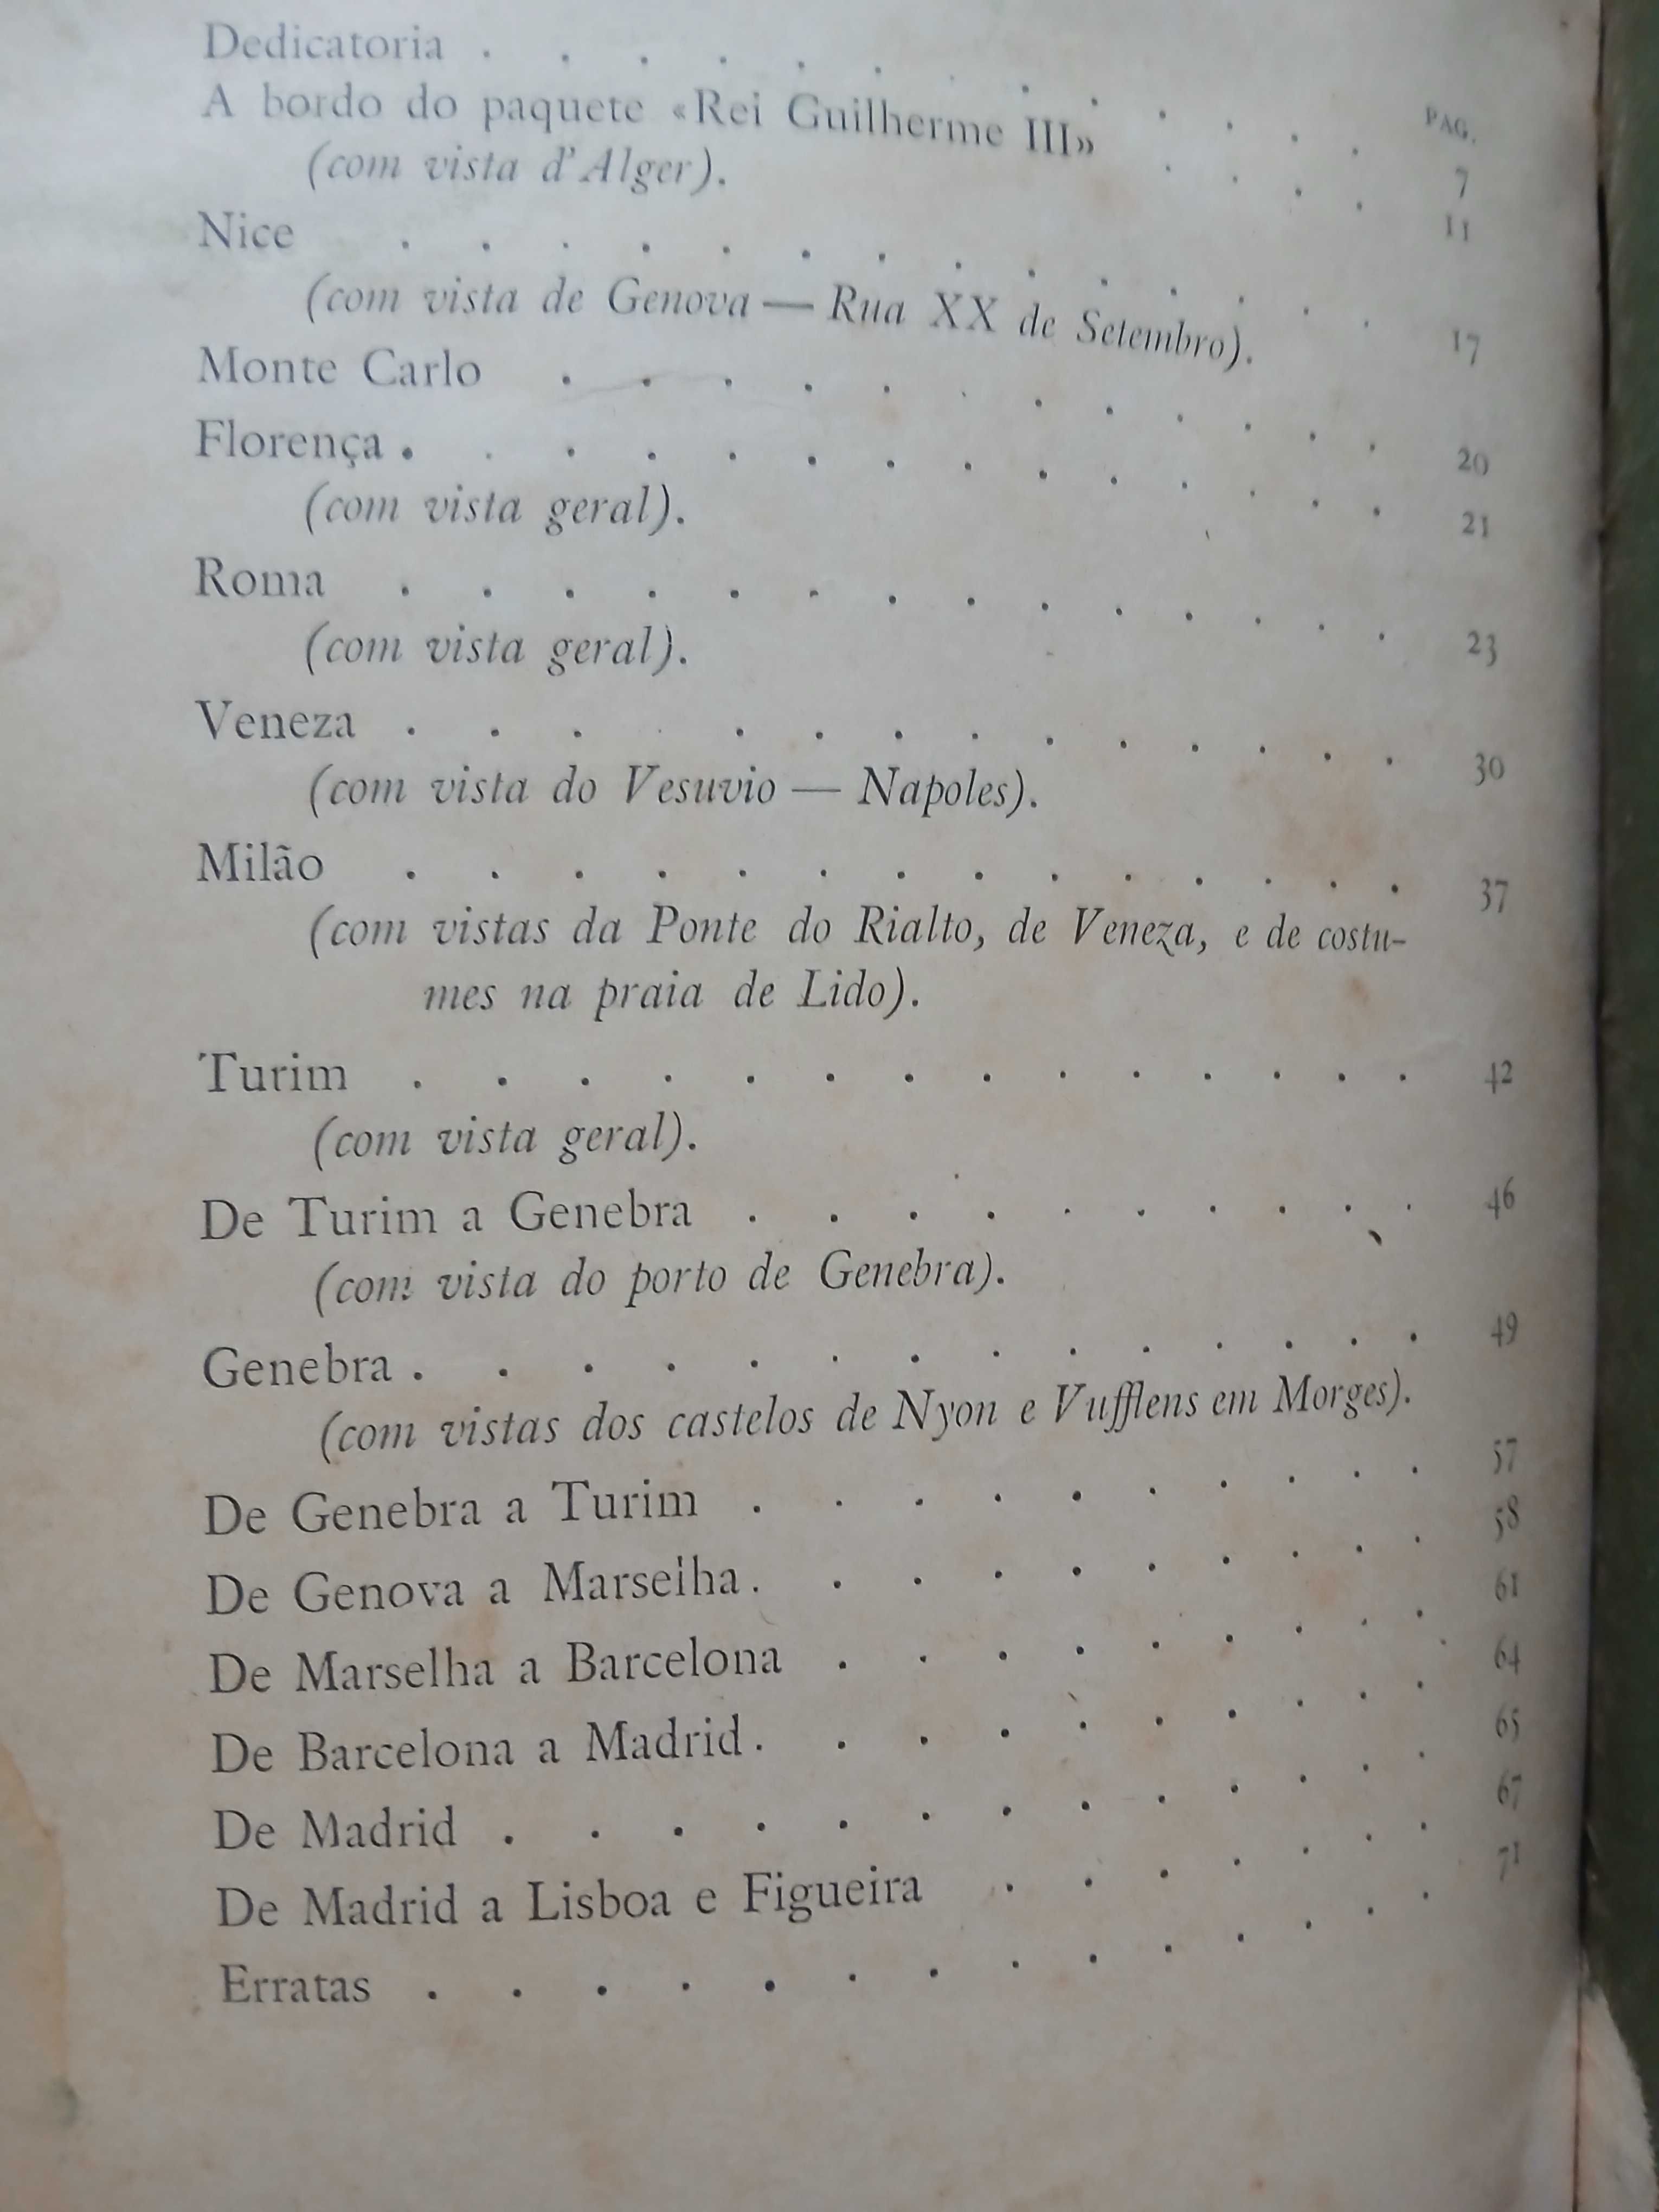 PAG.
Dedicatoria . . . . . . . . . . . . . 7
A bordo do paquete «Rei Guilherme III» . . . . 11
(com vista d'Alger).
Nice . . . . . . . . . . . . . . 17
(com vista de Genova — Rua XX de Setembro).
Monte Carlo . . . . . . . . . . . . 20
Florença . . . . . . . . . . . . . . 21
(com vista geral).
Roma . . . . . . . . . . . . . . 23
(com vista geral).
Veneza . . . . . . . . . . . . . 30
(com vista do Vesuvio — Napoles).
Milão . . . . . . . . . . . . . . 37
(com vistas da Ponte do Rialto, de Veneza, e de costu-
mes na praia de Lido).
Turim . . . . . . . . . . . . . . 42
(com vista geral).
De Turim a Genebra . . . . . . . . . . 46
(com vista do porto de Genebra).
Genebra . . . . . . . . . . . . . . 49
(com vistas dos castelos de Nyon e Vufflens em Morges).
De Genebra a Turim . . . . . . . . . . 57
De Genova a Marselha . . . . . . . . . . 58
De Marselha a Barcelona . . . . . . . . . 61
De Barcelona a Madrid . . . . . . . . . . 64
De Madrid . . . . . . . . . . . . . 65
De Madrid a Lisboa e Figueira . . . . . . . 67
Erratas . . . . . . . . . . . . . . 71